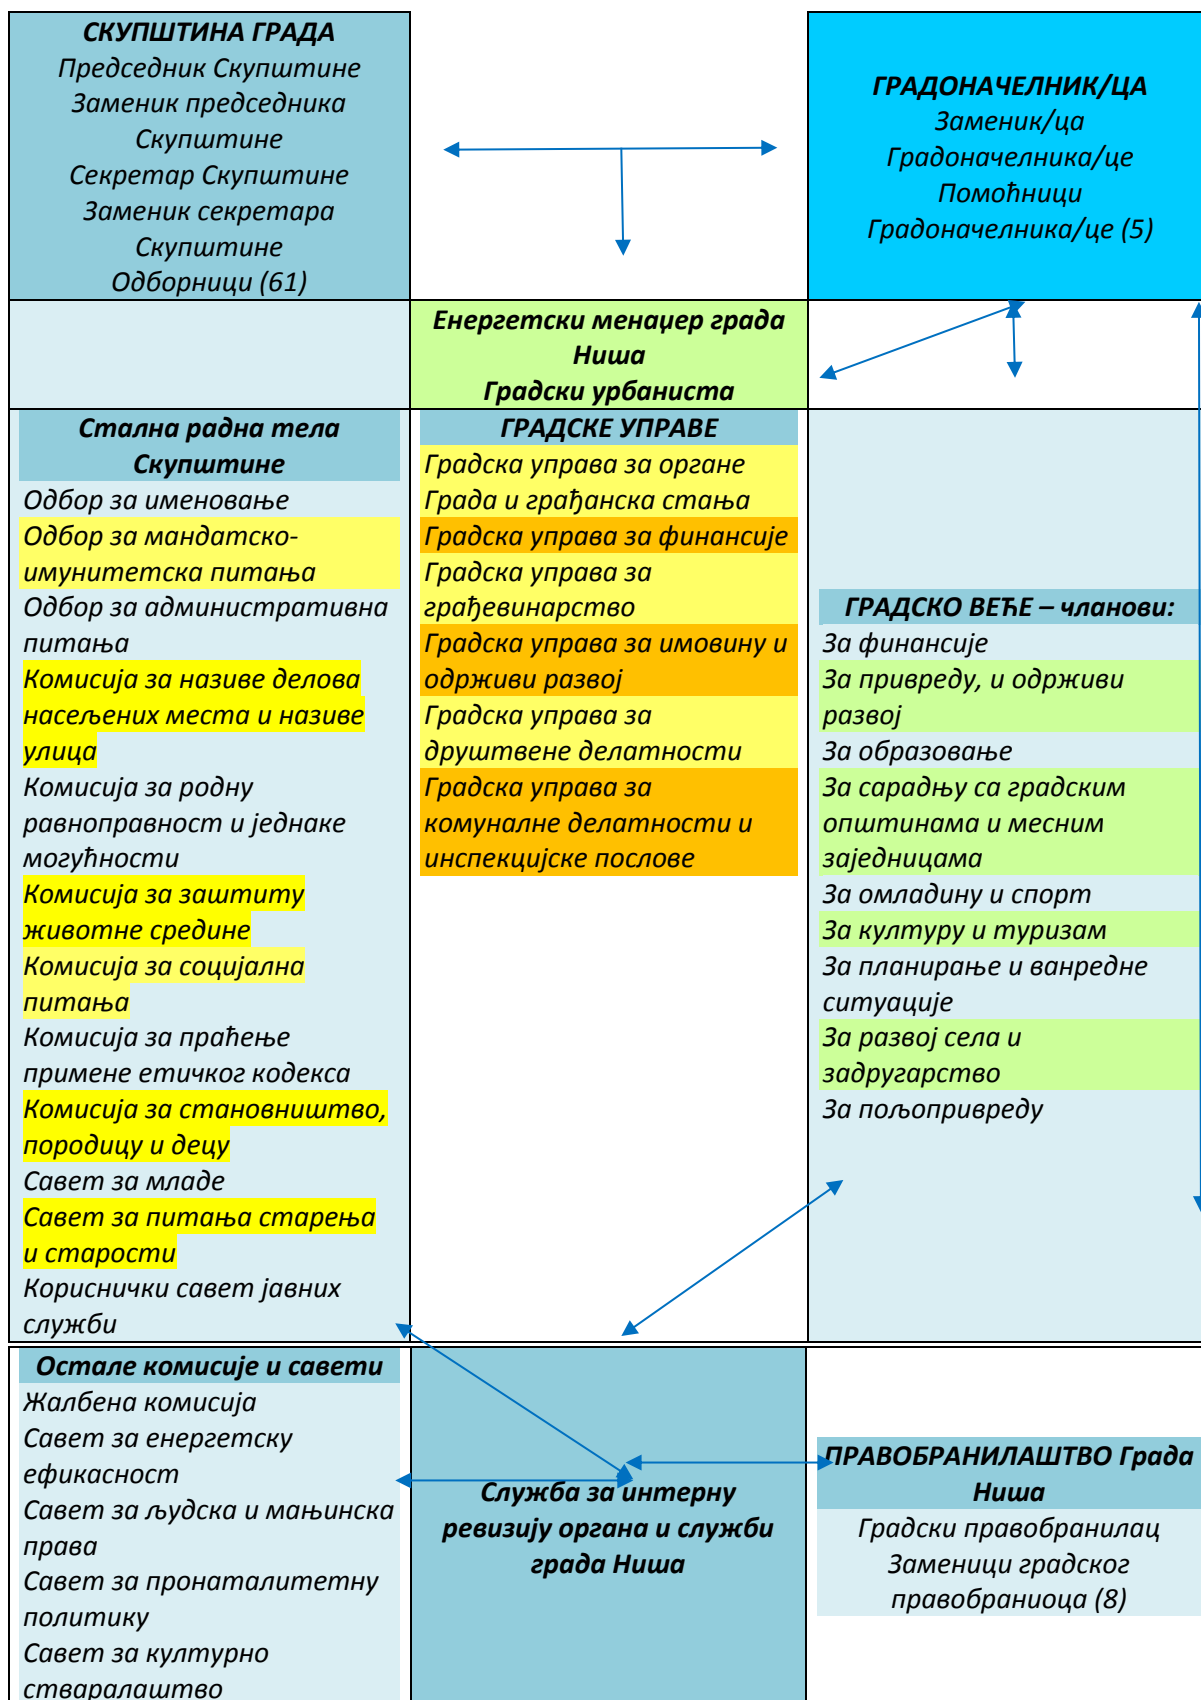 СКУПШТИНА ГРАДА
Председник Скупштине
Заменик председника
Скупштине
Секретар Скупштине
Заменик секретара
Скупштине
Одборници (61)
ГРАДОНАЧЕЛНИК/ЦА
Заменик/ца
Градоначелника/це
Помоћници
Градоначелника/це (5)
Енергетски менаџер града
Ниша
Градски урбаниста
Стална радна тела
Скупштине
Одбор за именовање
Одбор за мандатско-
имунитетска питања
Одбор за административна
питања
Комисија за називе делова
насељених места и називе
улица
Комисија за родну
равноправност и једнаке
могућности
Комисија за заштиту
животне средине
Комисија за социјална
питања
Комисија за праћење
примене етичког кодекса
Комисија за становништво,
породицу и децу
Савет за младе
Савет за питања старења
и старости
Кориснички савет јавних
служби
ГРАДСКЕ УПРАВЕ
Градска управа за органе
Града и грађанска стања
Градска управа за финансије
Градска управа за
грађевинарство
Градска управа за имовину и
одрживи развој
Градска управа за
друштвене делатности
Градска управа за
комуналне делатности и
инспекцијске послове
ГРАДСКО ВЕЋЕ – чланови:
За финансије
За привреду, и одрживи
развој
За образовање
За сарадњу са градским
општинама и месним
заједницама
За омладину и спорт
За културу и туризам
За планирање и ванредне
ситуације
За развој села и
задругарство
За пољопривреду
Остале комисије и савети
Жалбена комисија
Савет за енергетску
ефикасност
Савет за људска и мањинска
права
Савет за пронаталитетну
политику
Савет за културно
стваралаштво
Служба за интерну
ревизију органа и служби
града Ниша
ПРАВОБРАНИЛАШТВО Града
Ниша
Градски правобранилац
Заменици градског
правобраниоца (8)